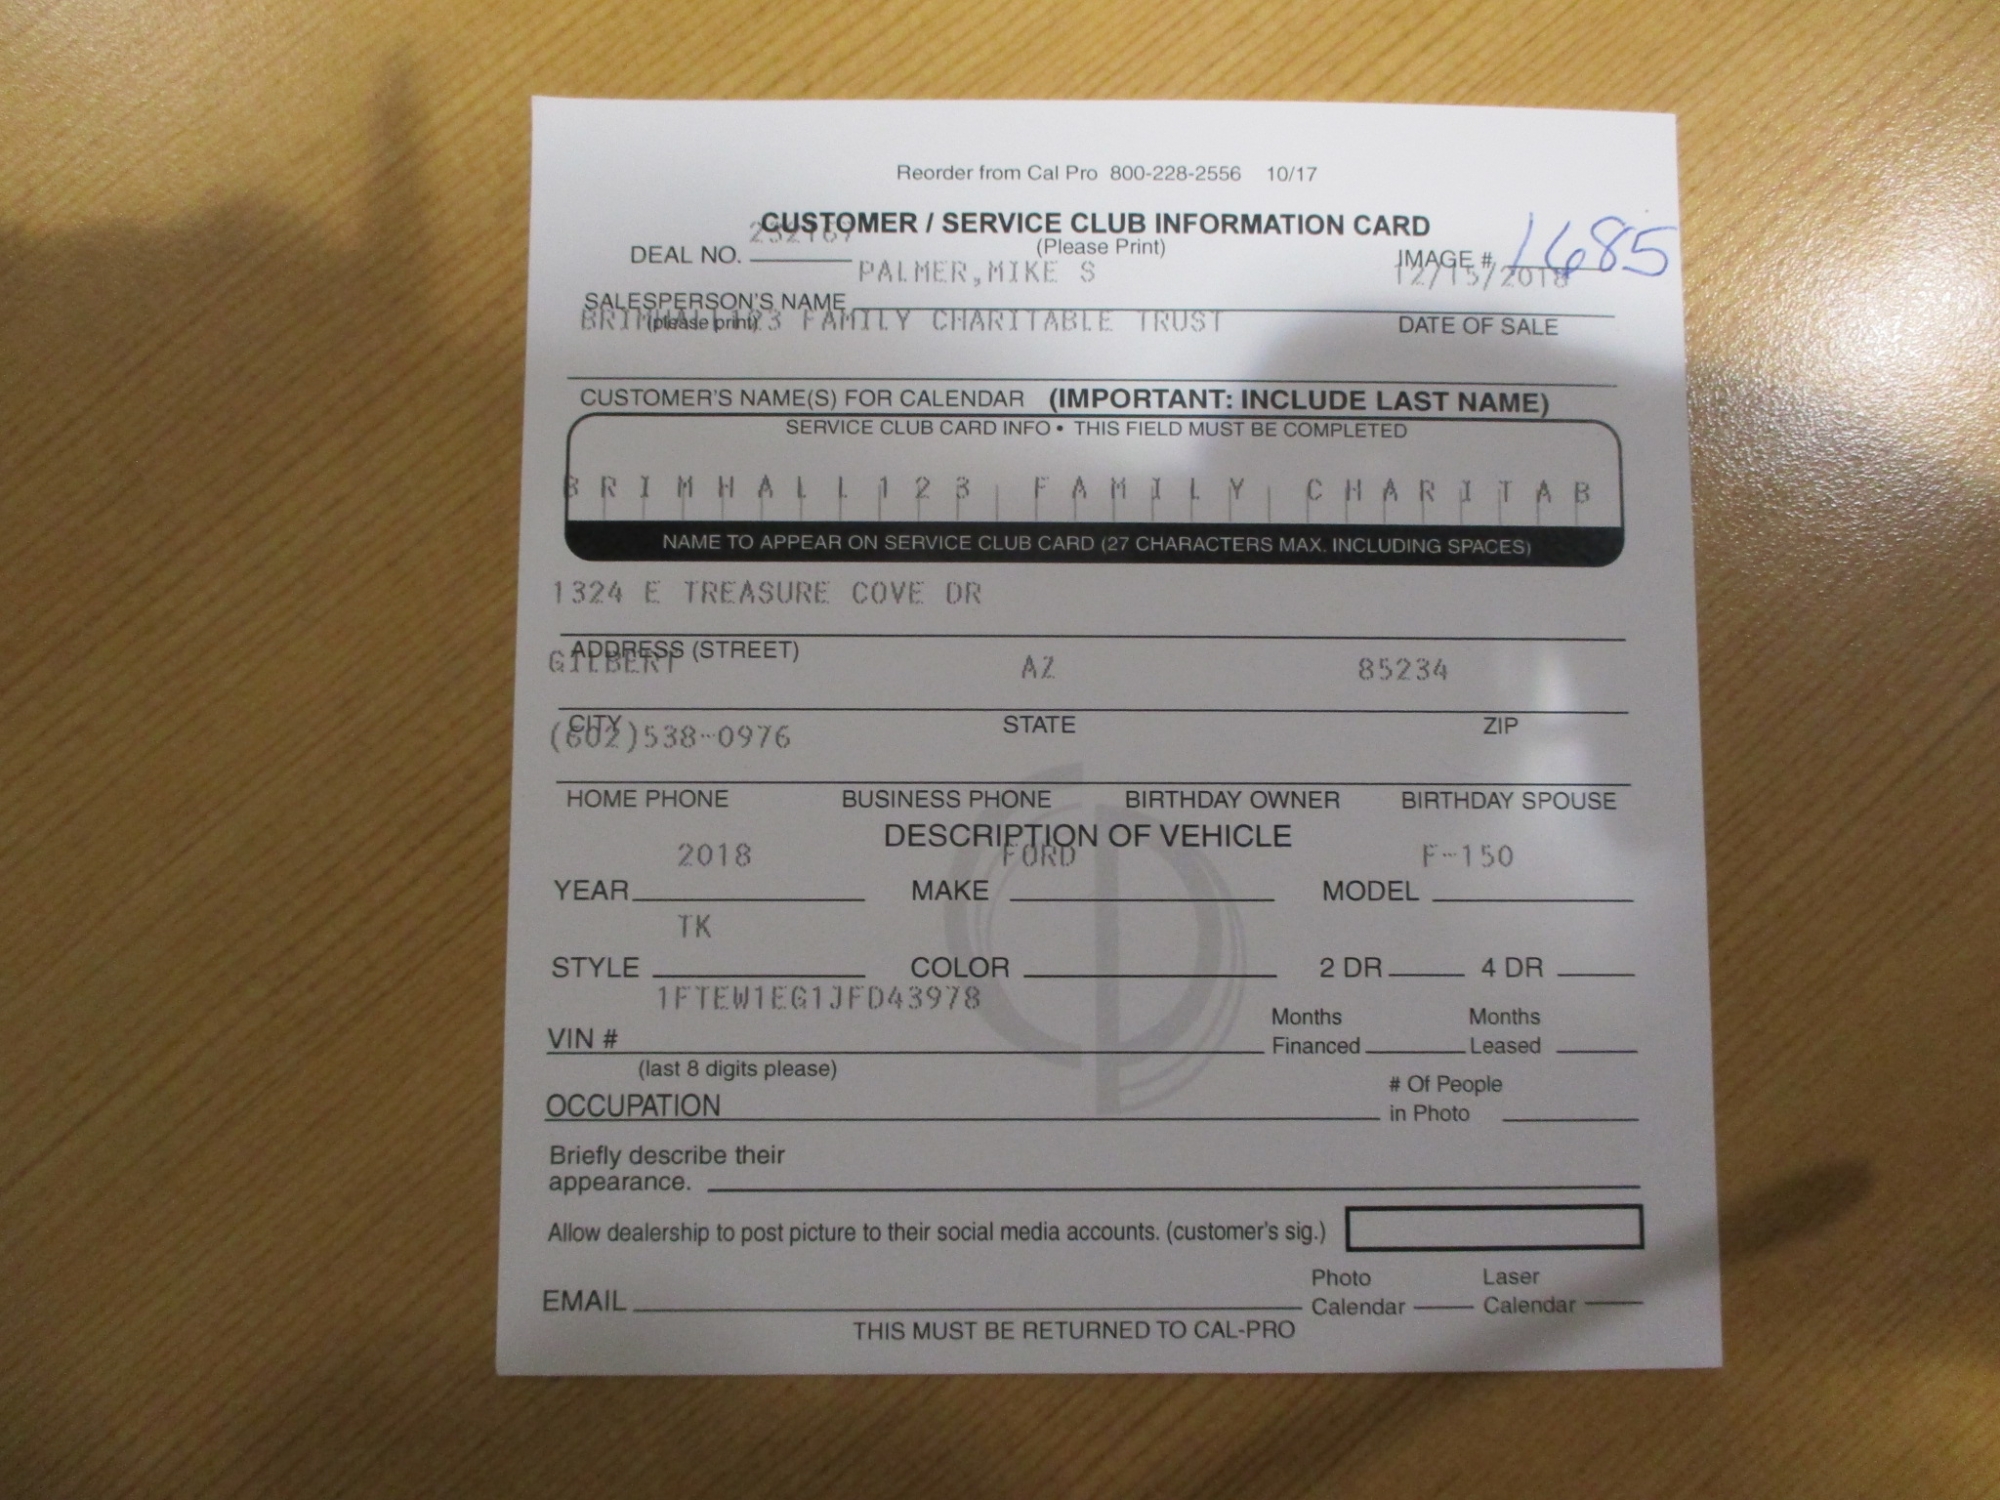 Reorder from Cal Pro 800-228-2556 10/17
CUSTOMER / SERVICE CLUB INFORMATION CARD
(Please Print)
DEAL NO. 232167
IMAGE # 1685
PALMER,MIKE S
12/15/2018
SALESPERSON'S NAME
(please print)
DATE OF SALE
BRIMHALL123 FAMILY CHARITABLE TRUST
CUSTOMER'S NAME(S) FOR CALENDAR (IMPORTANT: INCLUDE LAST NAME)
SERVICE CLUB CARD INFO • THIS FIELD MUST BE COMPLETED
BRIMHALL123 FAMILY CHARITAB
NAME TO APPEAR ON SERVICE CLUB CARD (27 CHARACTERS MAX. INCLUDING SPACES)
1324 E TREASURE COVE DR
ADDRESS (STREET)
GILBERT AZ 85234
CITY STATE ZIP
(602)538-0976
HOME PHONE BUSINESS PHONE BIRTHDAY OWNER BIRTHDAY SPOUSE
DESCRIPTION OF VEHICLE
2018 FORD F-150
YEAR MAKE MODEL
TK
STYLE COLOR 2 DR 4 DR
1FTEW1EG1JFD43978
VIN # Months Financed Months Leased
(last 8 digits please)
OCCUPATION # Of People in Photo
Briefly describe their
appearance.
Allow dealership to post picture to their social media accounts. (customer's sig.)
EMAIL Photo Calendar Laser Calendar
THIS MUST BE RETURNED TO CAL-PRO